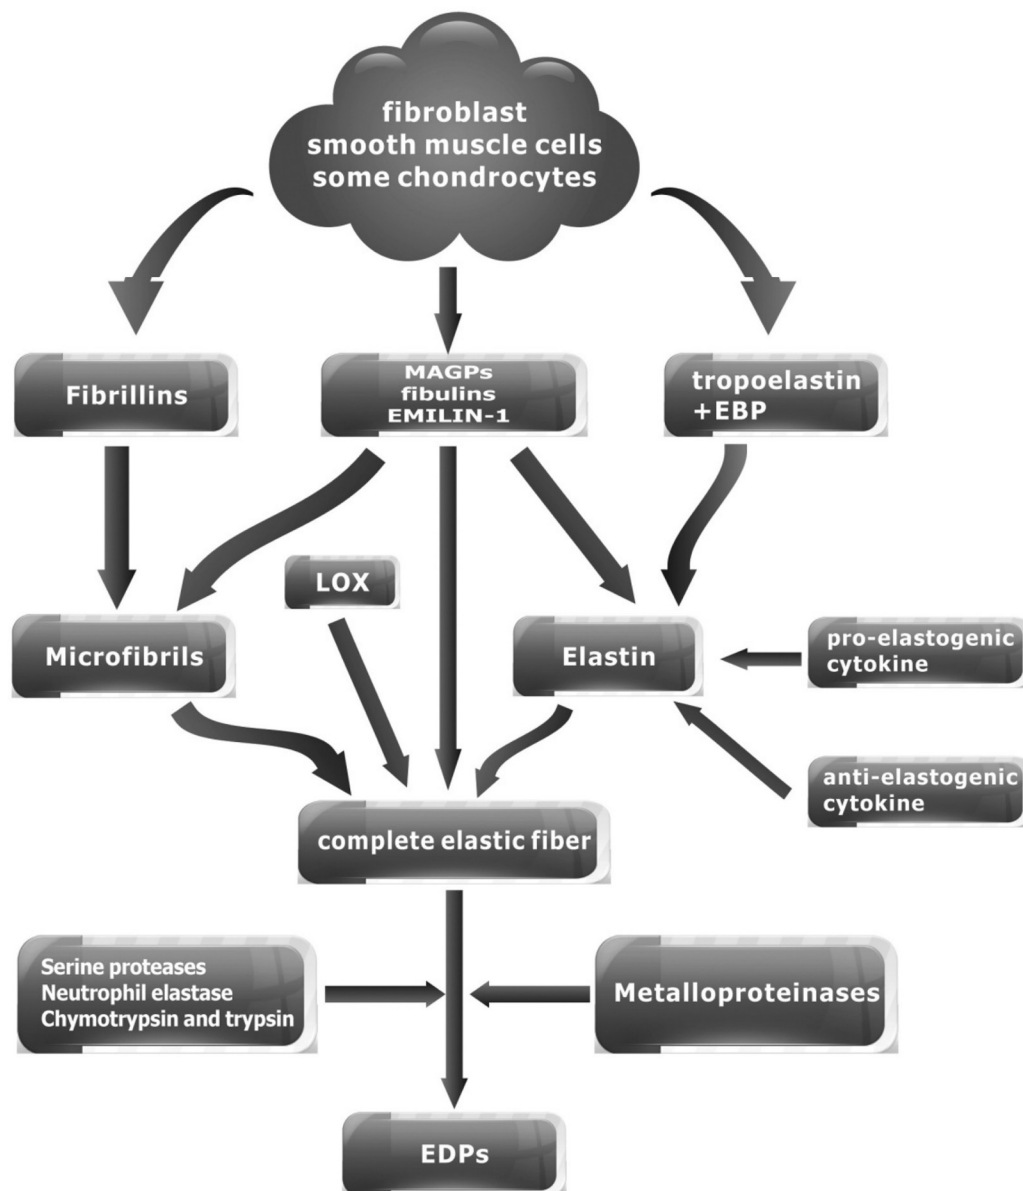 fibroblast
smooth muscle cells
some chondrocytes
Fibrillins
MAGPs
fibulins
EMILIN-1
tropoelastin
+EBP
LOX
Microfibrils
Elastin
pro-elastogenic
cytokine
anti-elastogenic
cytokine
complete elastic fiber
Serine proteases
Neutrophil elastase
Chymotrypsin and trypsin
Metalloproteinases
EDPs